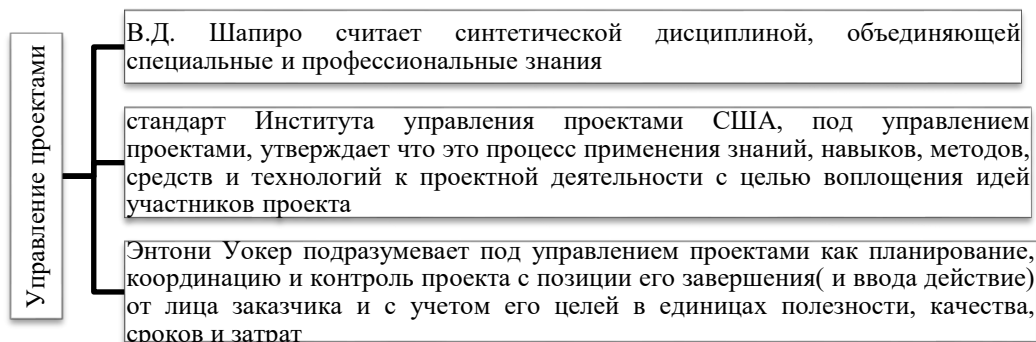 Управление проектами
В.Д. Шапиро считает синтетической дисциплиной, объединяющей
специальные и профессиональные знания
стандарт Института управления проектами США, под управлением
проектами, утверждает что это процесс применения знаний, навыков, методов,
средств и технологий к проектной деятельности с целью воплощения идей
участников проекта
Энтони Уокер подразумевает под управлением проектами как планирование,
координацию и контроль проекта с позиции его завершения( и ввода действие)
от лица заказчика и с учетом его целей в единицах полезности, качества,
сроков и затрат